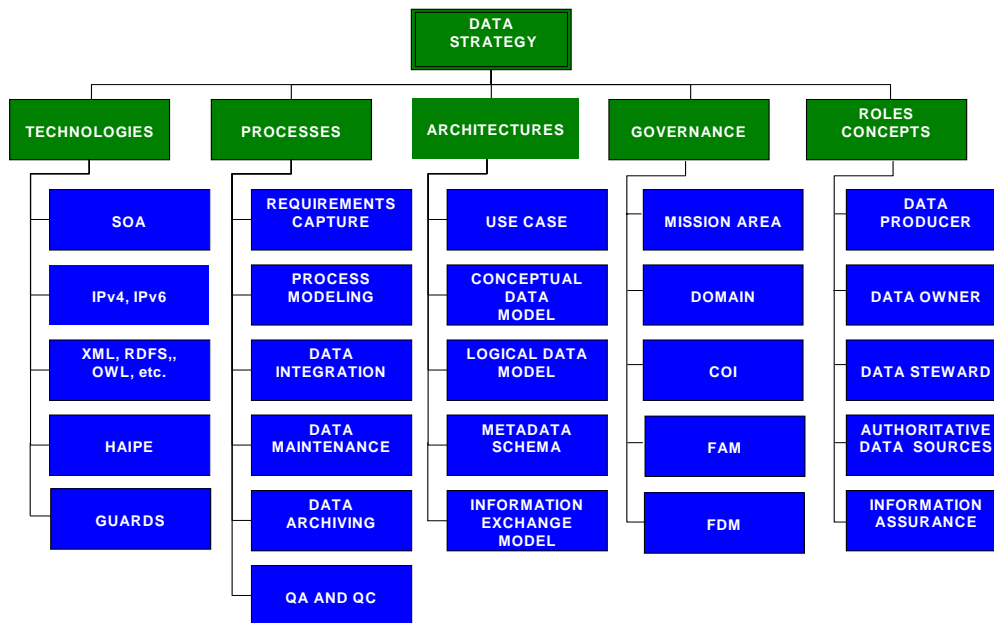 DATA
STRATEGY
TECHNOLOGIES
PROCESSES
ARCHITECTURES
GOVERNANCE
ROLES
CONCEPTS
SOA
IPv4, IPv6
XML, RDFS,,
OWL, etc.
HAIPE
GUARDS
REQUIREMENTS
CAPTURE
PROCESS
MODELING
DATA
INTEGRATION
DATA
MAINTENANCE
DATA
ARCHIVING
QA AND QC
USE CASE
CONCEPTUAL
DATA
MODEL
LOGICAL DATA
MODEL
METADATA
SCHEMA
INFORMATION
EXCHANGE
MODEL
MISSION AREA
DOMAIN
COI
FAM
FDM
DATA
PRODUCER
DATA OWNER
DATA STEWARD
AUTHORITATIVE
DATA SOURCES
INFORMATION
ASSURANCE